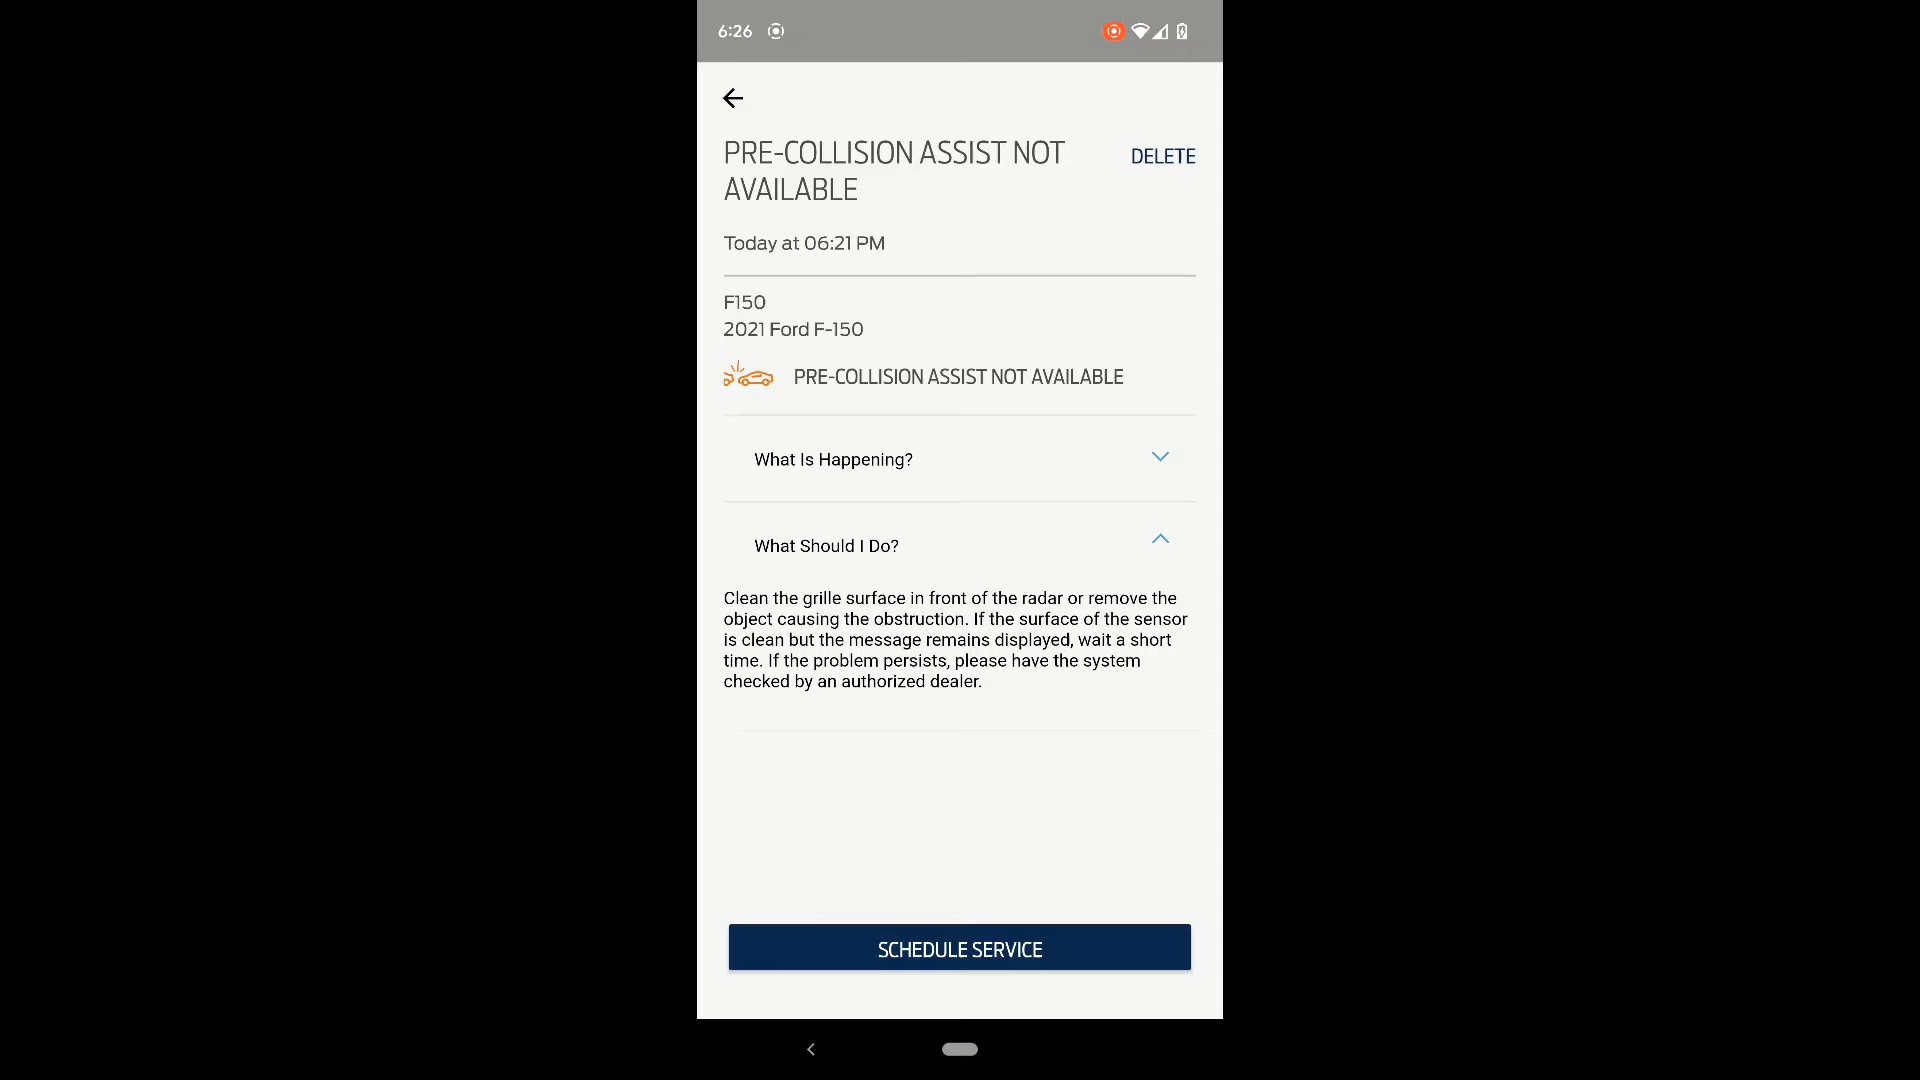 6:26
PRE-COLLISION ASSIST NOT
AVAILABLE
DELETE
Today at 06:21 PM
F150
2021 Ford F-150
PRE-COLLISION ASSIST NOT AVAILABLE
What Is Happening?
What Should I Do?
Clean the grille surface in front of the radar or remove the
object causing the obstruction. If the surface of the sensor
is clean but the message remains displayed, wait a short
time. If the problem persists, please have the system
checked by an authorized dealer.
SCHEDULE SERVICE